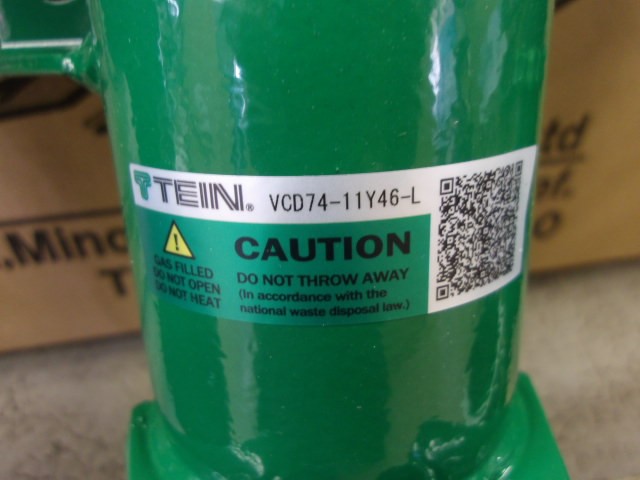 TEIN® VCD74-11Y46-L
CAUTION
GAS FILLED
DO NOT OPEN
DO NOT HEAT
DO NOT THROW AWAY
(In accordance with the
national waste disposal law.)